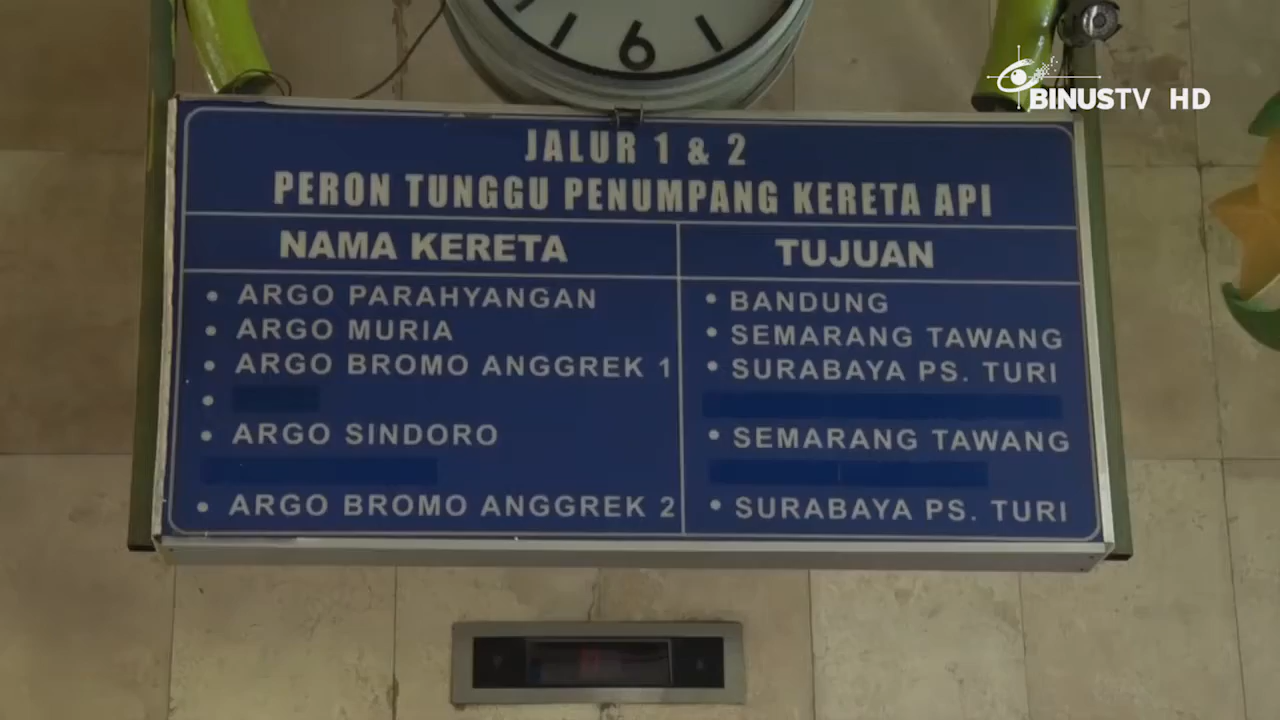 6
BINUSTV HD
JALUR 1 & 2
PERON TUNGGU PENUMPANG KERETA API
NAMA KERETA TUJUAN
• ARGO PARAHYANGAN • BANDUNG
• ARGO MURIA • SEMARANG TAWANG
• ARGO BROMO ANGGREK 1 • SURABAYA PS. TURI
•
• ARGO SINDORO • SEMARANG TAWANG
• ARGO BROMO ANGGREK 2 • SURABAYA PS. TURI